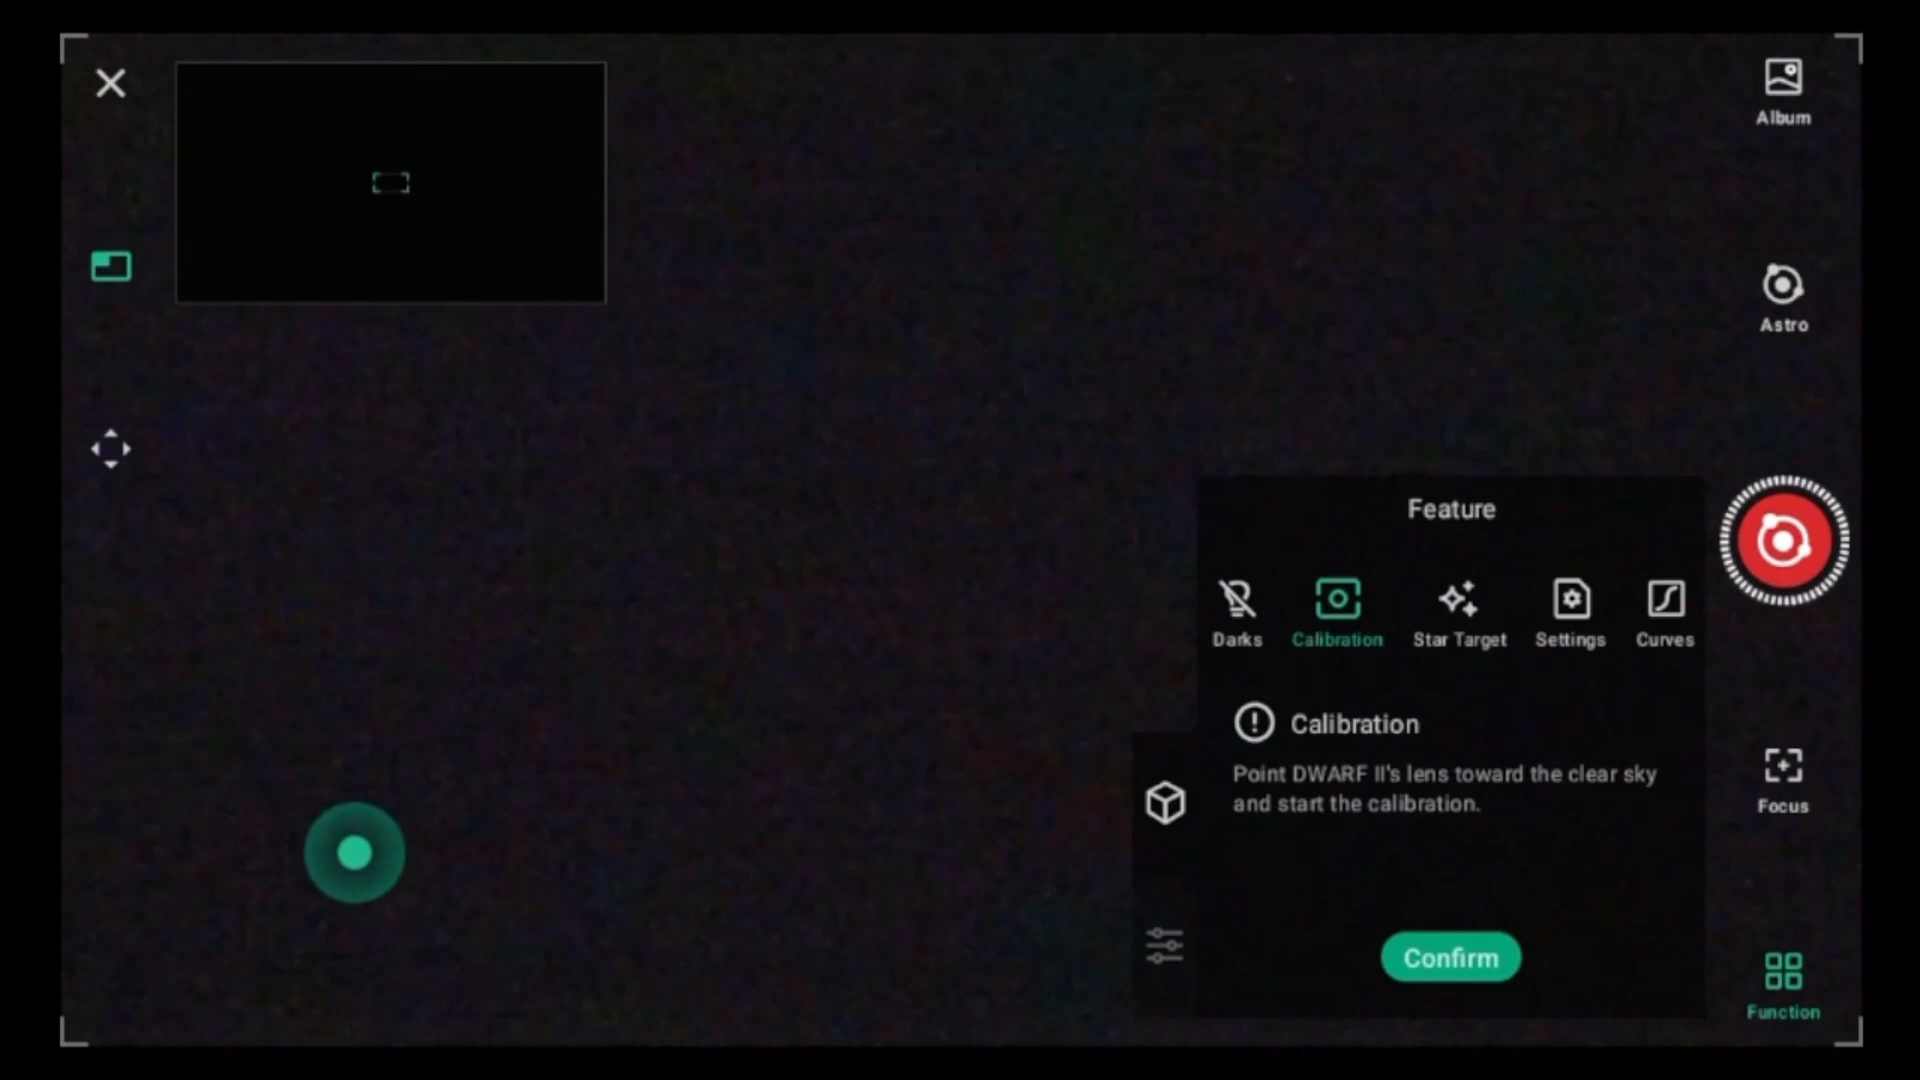 Album
Astro
Feature
Darks
Calibration
Star Target
Settings
Curves
Calibration
Point DWARF II's lens toward the clear sky
and start the calibration.
Confirm
Focus
Function